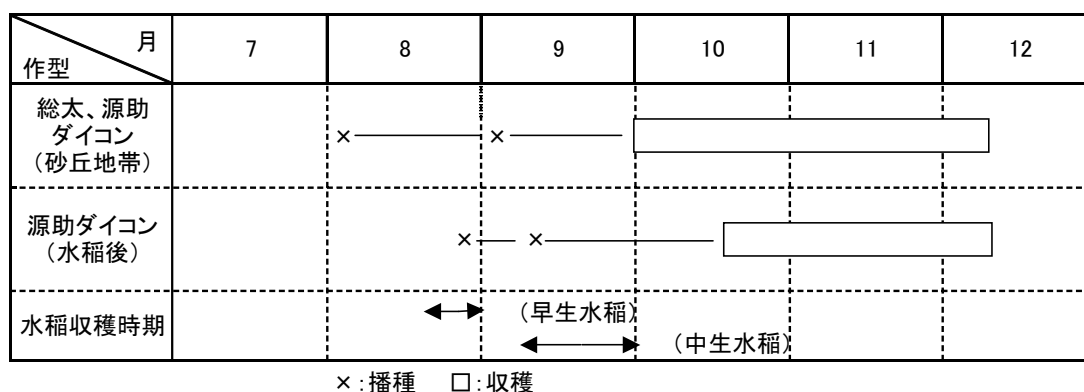 月
作型
7 8 9 10 11 12
総太、源助
ダイコン
(砂丘地帯)
× × 
源助ダイコン
(水稲後)
× ×
水稲収穫時期
(早生水稲)
(中生水稲)
×:播種 □:収穫